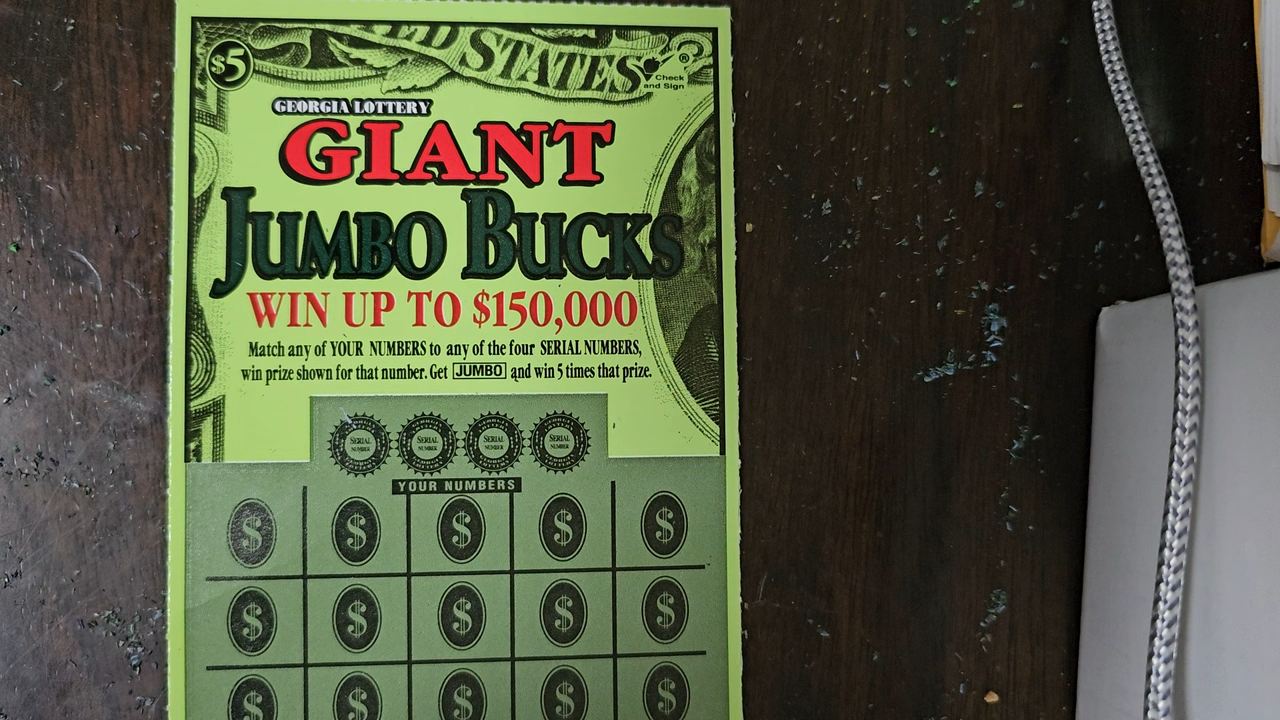 UNITED STATES
$5
®
Check
and Sign
GEORGIA LOTTERY
GIANT
JUMBO BUCKS
WIN UP TO $150,000
Match any of YOUR NUMBERS to any of the four SERIAL NUMBERS,
win prize shown for that number. Get JUMBO and win 5 times that prize.
SERIAL NUMBER SERIAL NUMBER SERIAL NUMBER SERIAL NUMBER
YOUR NUMBERS
$ $ $ $ $
$ $ $ $ $
$ $ $ $ $